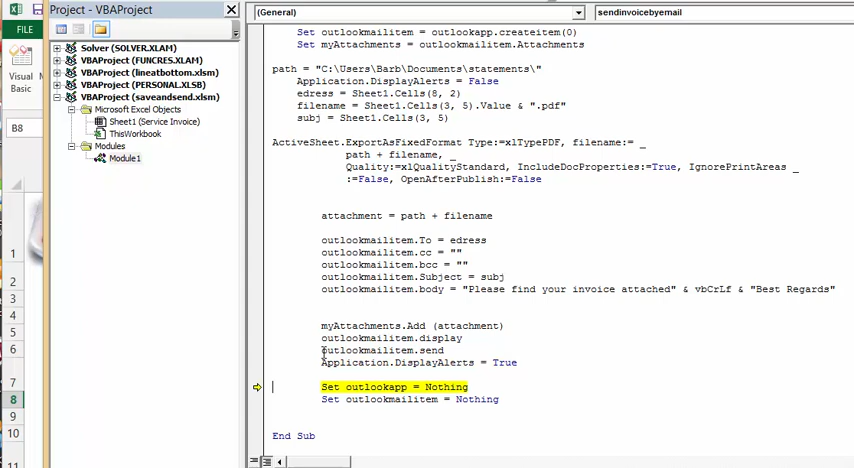 Project - VBAProject
(General)
sendinvoicebyemail
FILE
Visual
Basic
M
Solver (SOLVER.XLAM)
VBAProject (FUNCRES.XLAM)
VBAProject (lineatbottom.xlsm)
VBAProject (PERSONAL.XLSB)
VBAProject (saveandsend.xlsm)
Microsoft Excel Objects
Sheet1 (Service Invoice)
ThisWorkbook
Modules
Module1
B8
1
2
3
4
5
6
7
8
9
10
11
Set outlookmailitem = outlookapp.createitem(0)
Set myAttachments = outlookmailitem.Attachments
path = "C:\Users\Barb\Documents\statements\"
Application.DisplayAlerts = False
edress = Sheet1.Cells(8, 2)
filename = Sheet1.Cells(3, 5).Value & ".pdf"
subj = Sheet1.Cells(3, 5)
ActiveSheet.ExportAsFixedFormat Type:=xlTypePDF, filename:= _
path + filename, _
Quality:=xlQualityStandard, IncludeDocProperties:=True, IgnorePrintAreas _
:=False, OpenAfterPublish:=False
attachment = path + filename
outlookmailitem.To = edress
outlookmailitem.cc = ""
outlookmailitem.bcc = ""
outlookmailitem.Subject = subj
outlookmailitem.body = "Please find your invoice attached" & vbCrLf & "Best Regards"
myAttachments.Add (attachment)
outlookmailitem.display
outlookmailitem.send
Application.DisplayAlerts = True
Set outlookapp = Nothing
Set outlookmailitem = Nothing
End Sub